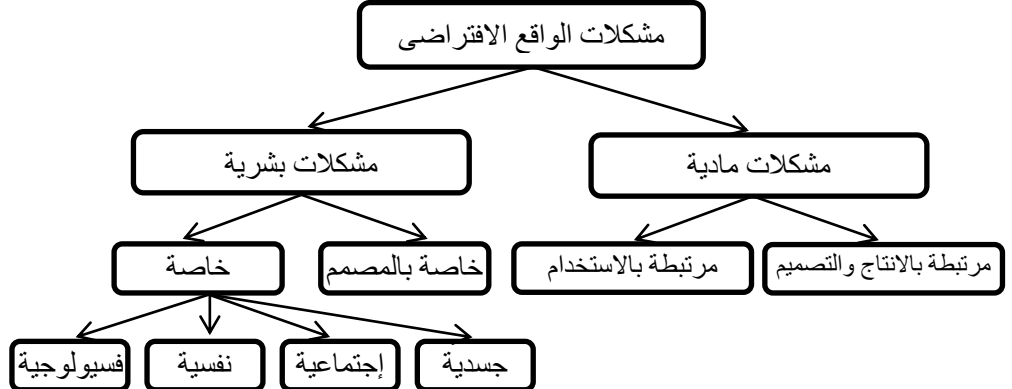 مشكلات الواقع الافتراضى
مشكلات مادية
مشكلات بشرية
مرتبطة بالانتاج والتصميم
مرتبطة بالاستخدام
خاصة بالمصمم
خاصة
جسدية
إجتماعية
نفسية
فسيولوجية